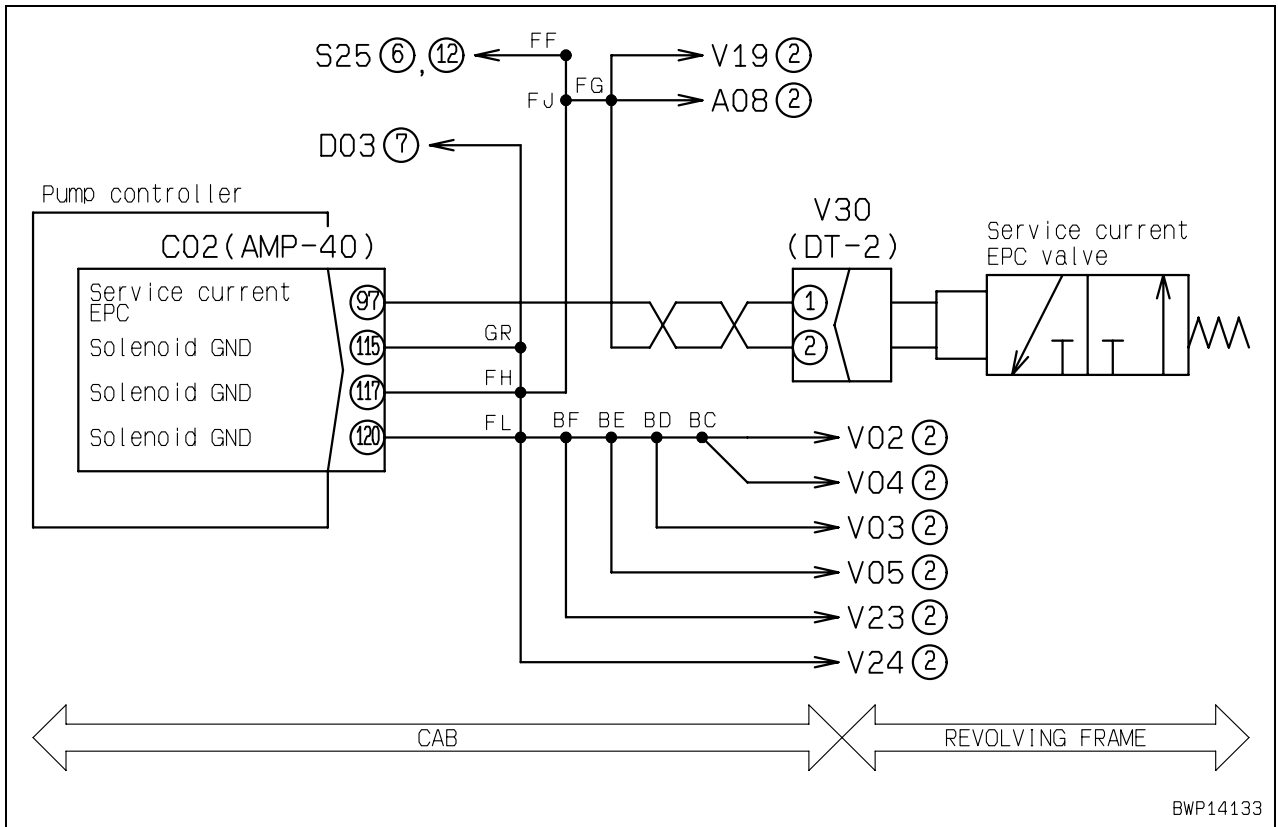 S25 ⑥, ⑫
FF
V19 ②
FJ
FG
A08 ②
D03 ⑦
Pump controller
C02(AMP-40)
V30
(DT-2)
Service current
EPC valve
Service current
EPC
97
1
Solenoid GND
115
GR
2
Solenoid GND
117
FH
Solenoid GND
120
FL
BF
BE
BD
BC
V02 ②
V04 ②
V03 ②
V05 ②
V23 ②
V24 ②
CAB
REVOLVING FRAME
BWP14133